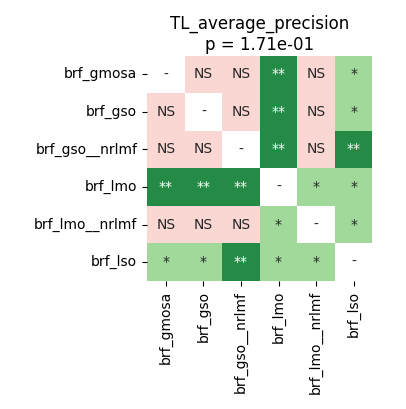 TL_average_precision
p = 1.71e-01
brf_gmosa - NS NS ** NS *
brf_gso NS - NS ** NS *
brf_gso__nrlmf NS NS - ** NS **
brf_lmo ** ** ** - * *
brf_lmo__nrlmf NS NS NS * - *
brf_lso * * ** * * -
brf_gmosa brf_gso brf_gso__nrlmf brf_lmo brf_lmo__nrlmf brf_lso